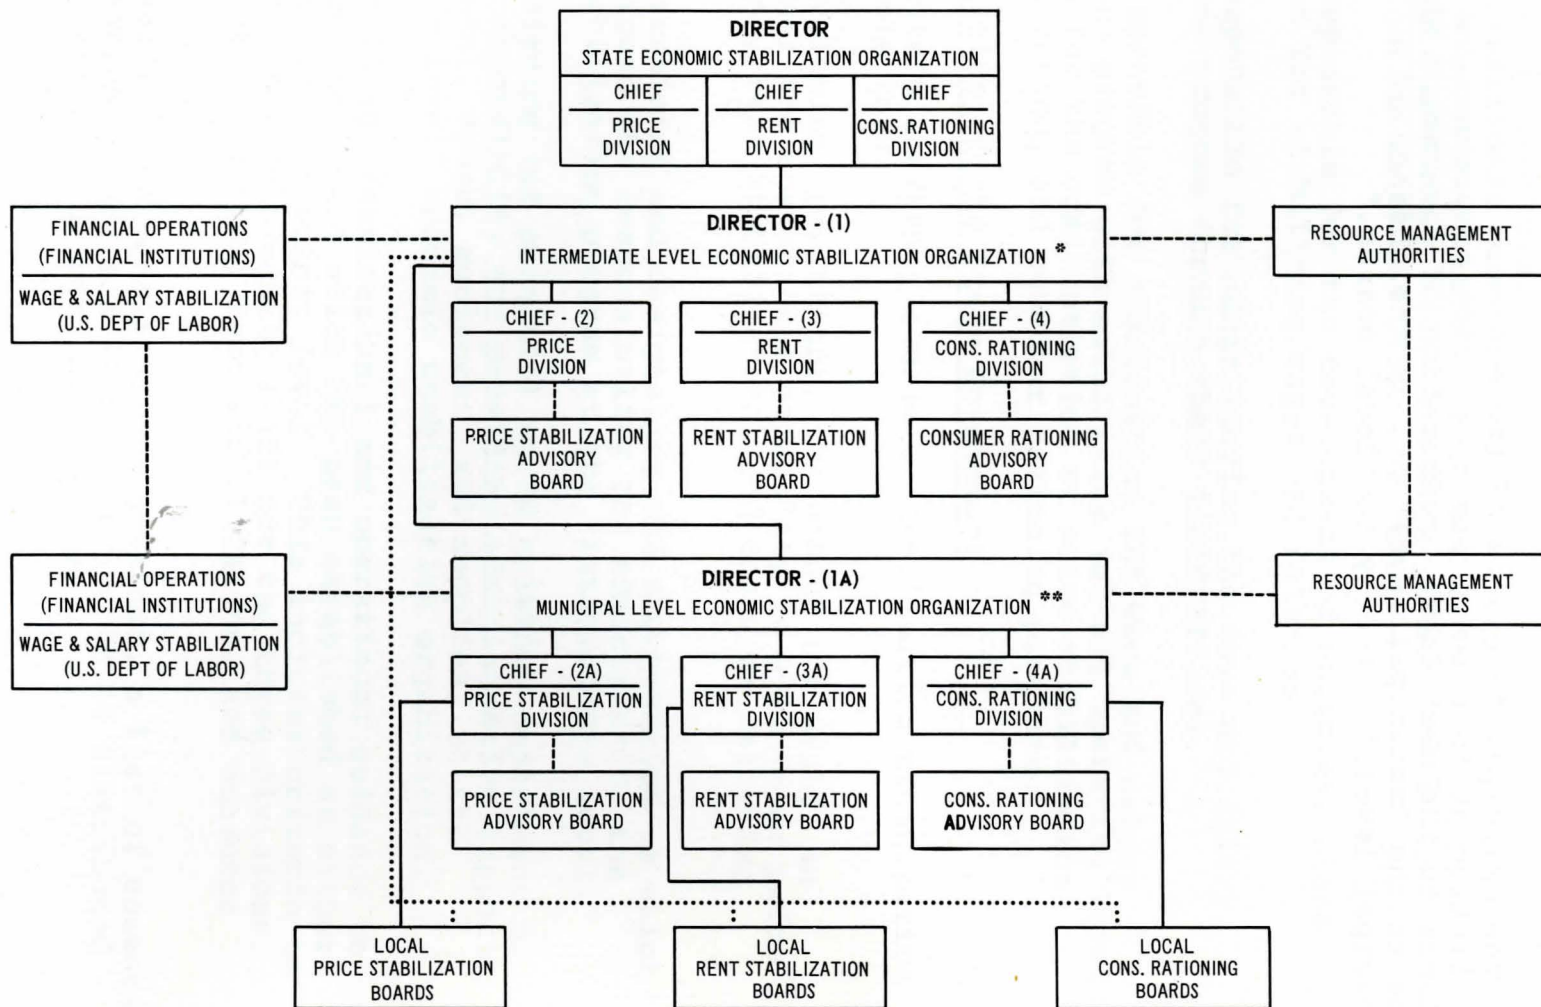 DIRECTOR
STATE ECONOMIC STABILIZATION ORGANIZATION
CHIEF
PRICE
DIVISION
CHIEF
RENT
DIVISION
CHIEF
CONS. RATIONING
DIVISION
FINANCIAL OPERATIONS
(FINANCIAL INSTITUTIONS)
WAGE & SALARY STABILIZATION
(U.S. DEPT OF LABOR)
DIRECTOR - (1)
INTERMEDIATE LEVEL ECONOMIC STABILIZATION ORGANIZATION *
RESOURCE MANAGEMENT
AUTHORITIES
CHIEF - (2)
PRICE
DIVISION
CHIEF - (3)
RENT
DIVISION
CHIEF - (4)
CONS. RATIONING
DIVISION
PRICE STABILIZATION
ADVISORY
BOARD
RENT STABILIZATION
ADVISORY
BOARD
CONSUMER RATIONING
ADVISORY
BOARD
FINANCIAL OPERATIONS
(FINANCIAL INSTITUTIONS)
WAGE & SALARY STABILIZATION
(U.S. DEPT OF LABOR)
DIRECTOR - (1A)
MUNICIPAL LEVEL ECONOMIC STABILIZATION ORGANIZATION **
RESOURCE MANAGEMENT
AUTHORITIES
CHIEF - (2A)
PRICE STABILIZATION
DIVISION
CHIEF - (3A)
RENT STABILIZATION
DIVISION
CHIEF - (4A)
CONS. RATIONING
DIVISION
PRICE STABILIZATION
ADVISORY BOARD
RENT STABILIZATION
ADVISORY BOARD
CONS. RATIONING
ADVISORY BOARD
LOCAL
PRICE STABILIZATION
BOARDS
LOCAL
RENT STABILIZATION
BOARDS
LOCAL
CONS. RATIONING
BOARDS